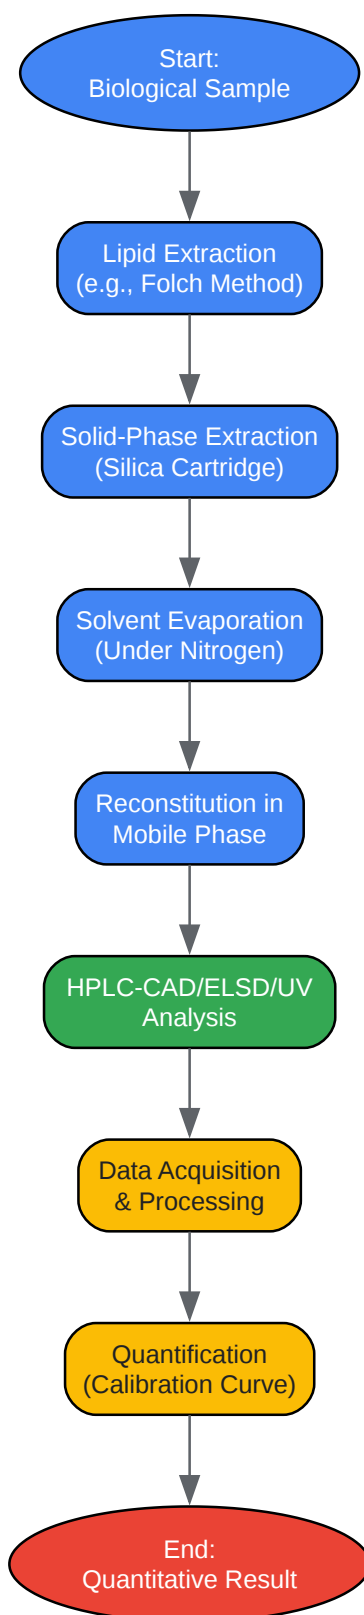 Start:
Biological Sample
Lipid Extraction
(e.g., Folch Method)
Solid-Phase Extraction
(Silica Cartridge)
Solvent Evaporation
(Under Nitrogen)
Reconstitution in
Mobile Phase
HPLC-CAD/ELSD/UV
Analysis
Data Acquisition
& Processing
Quantification
(Calibration Curve)
End:
Quantitative Result